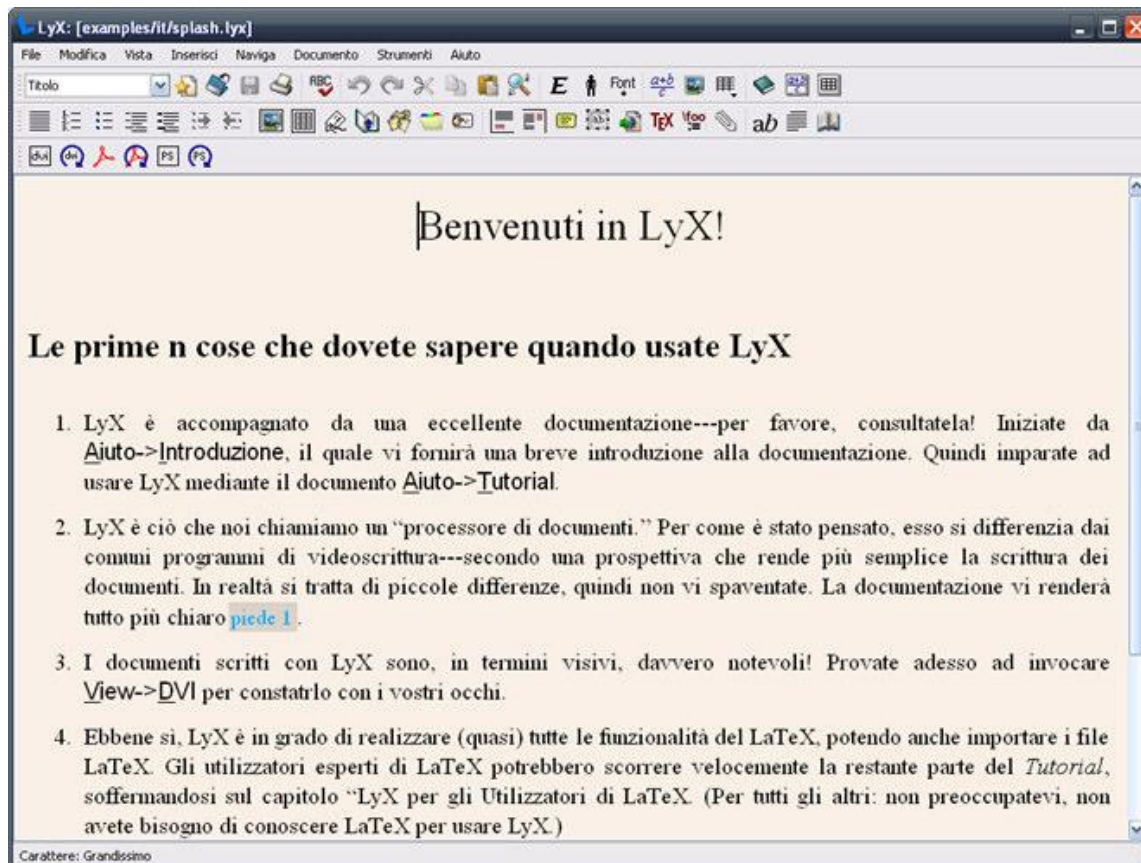 LyX: [examples/it/splash.lyx]
File Modifica Vista Inserisci Naviga Documento Strumenti Aiuto
Titolo ABC E Font a+b c
TEX \foo ab
dvi dvi PS PS
Benvenuti in LyX!
Le prime n cose che dovete sapere quando usate LyX
1. LyX è accompagnato da una eccellente documentazione---per favore, consultatela! Iniziate da
Aiuto->Introduzione, il quale vi fornirà una breve introduzione alla documentazione. Quindi imparate ad
usare LyX mediante il documento Aiuto->Tutorial.
2. LyX è ciò che noi chiamiamo un “processore di documenti.” Per come è stato pensato, esso si differenzia dai
comuni programmi di videoscrittura---secondo una prospettiva che rende più semplice la scrittura dei
documenti. In realtà si tratta di piccole differenze, quindi non vi spaventate. La documentazione vi renderà
tutto più chiaro piede 1 .
3. I documenti scritti con LyX sono, in termini visivi, davvero notevoli! Provate adesso ad invocare
View->DVI per constatrlo con i vostri occhi.
4. Ebbene sì, LyX è in grado di realizzare (quasi) tutte le funzionalità del LaTeX, potendo anche importare i file
LaTeX. Gli utilizzatori esperti di LaTeX potrebbero scorrere velocemente la restante parte del Tutorial,
soffermandosi sul capitolo “LyX per gli Utilizzatori di LaTeX. (Per tutti gli altri: non preoccupatevi, non
avete bisogno di conoscere LaTeX per usare LyX.)
Carattere: Grandissimo